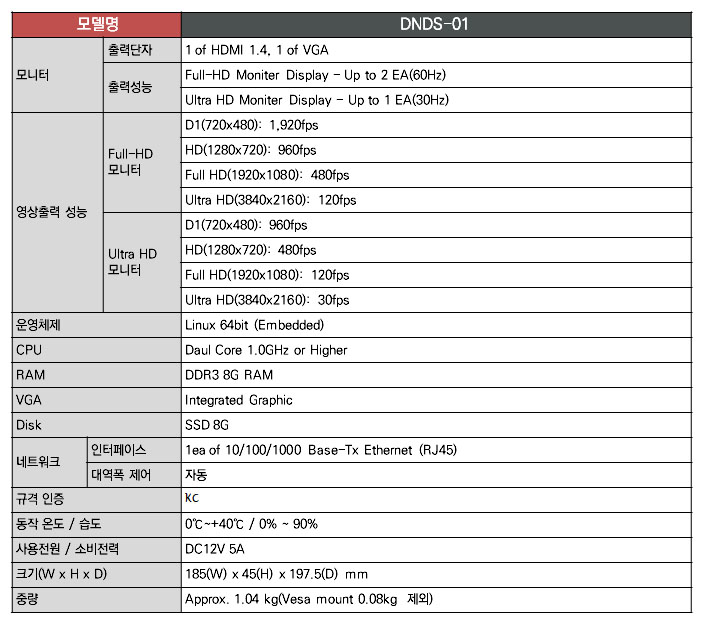 모델명 DNDS-01
모니터 출력단자 1 of HDMI 1.4, 1 of VGA
출력성능 Full-HD Moniter Display - Up to 2 EA(60Hz)
Ultra HD Moniter Display - Up to 1 EA(30Hz)
영상출력 성능 Full-HD 모니터 D1(720x480): 1,920fps
HD(1280x720): 960fps
Full HD(1920x1080): 480fps
Ultra HD(3840x2160): 120fps
Ultra HD 모니터 D1(720x480): 960fps
HD(1280x720): 480fps
Full HD(1920x1080): 120fps
Ultra HD(3840x2160): 30fps
운영체제 Linux 64bit (Embedded)
CPU Daul Core 1.0GHz or Higher
RAM DDR3 8G RAM
VGA Integrated Graphic
Disk SSD 8G
네트워크 인터페이스 1ea of 10/100/1000 Base-Tx Ethernet (RJ45)
대역폭 제어 자동
규격 인증 KC
동작 온도 / 습도 0℃~+40℃ / 0% ~ 90%
사용전원 / 소비전력 DC12V 5A
크기(W x H x D) 185(W) x 45(H) x 197.5(D) mm
중량 Approx. 1.04 kg(Vesa mount 0.08kg 제외)